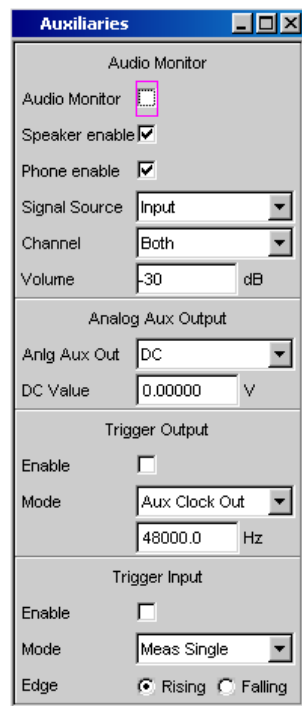 Auxiliaries
Audio Monitor
Audio Monitor
Speaker enable
Phone enable
Signal Source Input
Channel Both
Volume -30 dB
Analog Aux Output
Anlg Aux Out DC
DC Value 0.00000 V
Trigger Output
Enable
Mode Aux Clock Out
48000.0 Hz
Trigger Input
Enable
Mode Meas Single
Edge Rising Falling